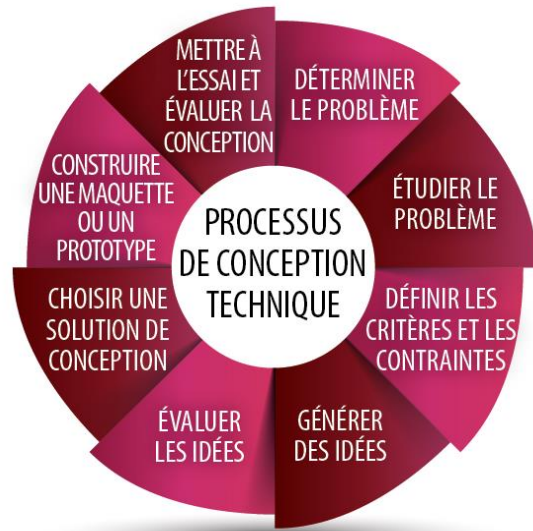 PROCESSUS
DE CONCEPTION
TECHNIQUE
DÉTERMINER
LE PROBLÈME
ÉTUDIER LE
PROBLÈME
DÉFINIR LES
CRITÈRES ET LES
CONTRAINTES
GÉNÉRER
DES IDÉES
ÉVALUER
LES IDÉES
CHOISIR UNE
SOLUTION DE
CONCEPTION
CONSTRUIRE
UNE MAQUETTE
OU UN
PROTOTYPE
METTRE À
L'ESSAI ET
ÉVALUER LA
CONCEPTION